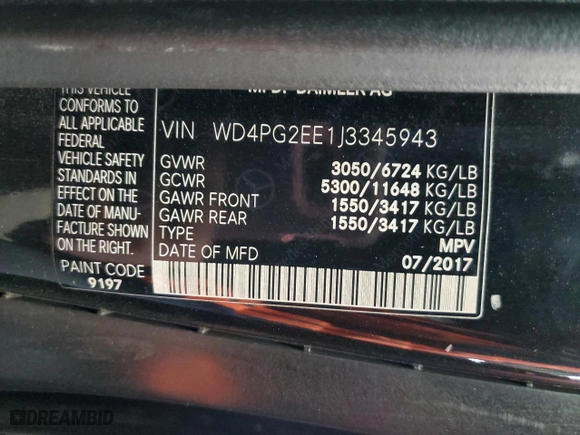 MFD. DAIMLER AG
THIS VEHICLE
CONFORMS TO
ALL APPLICABLE
FEDERAL
VEHICLE SAFETY
STANDARDS IN
EFFECT ON THE
DATE OF MANU-
FACTURE SHOWN
ON THE RIGHT.
PAINT CODE
9197
VIN WD4PG2EE1J3345943
GVWR 3050/6724 KG/LB
GCWR 5300/11648 KG/LB
GAWR FRONT 1550/3417 KG/LB
GAWR REAR 1550/3417 KG/LB
TYPE MPV
DATE OF MFD 07/2017
DREAMBID